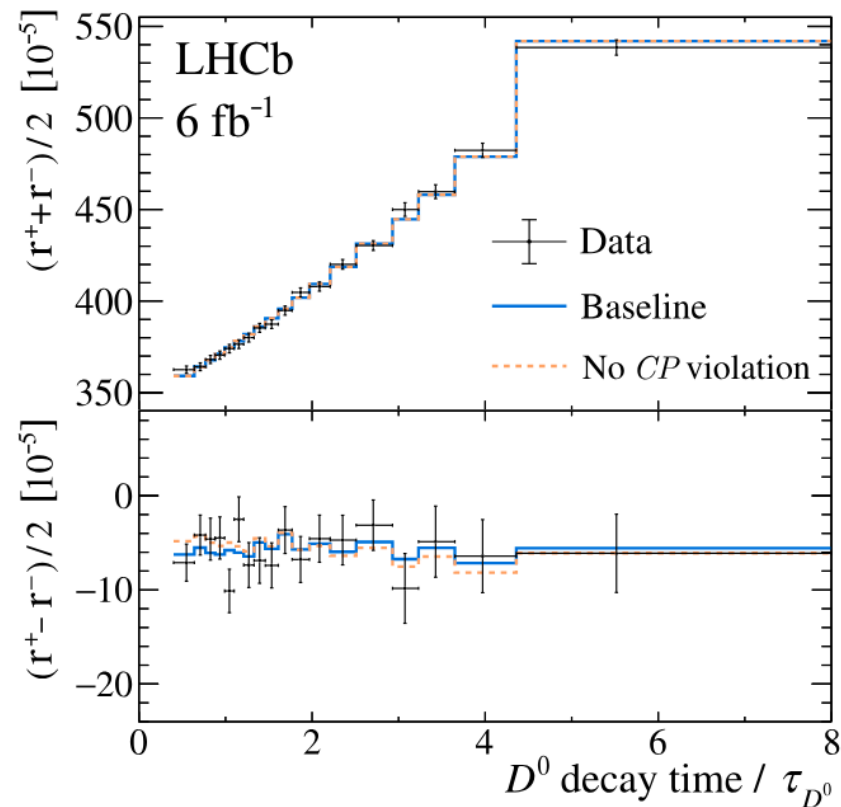 LHCb
6 fb⁻¹
(r⁺+r⁻)/2 [10⁻⁵]
550
500
450
400
350
Data
Baseline
No CP violation
(r⁺−r⁻)/2 [10⁻⁵]
0
−10
−20
0 2 4 6 8
D⁰ decay time / τ_D⁰